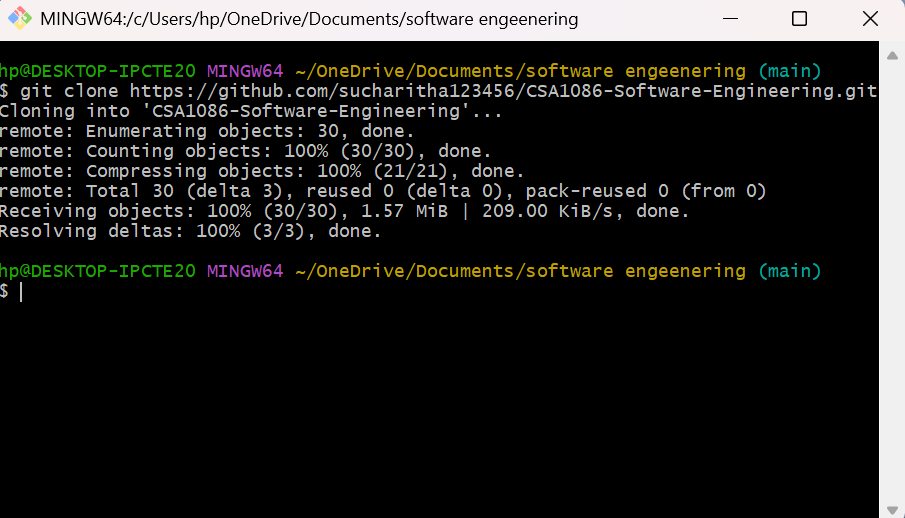 MINGW64:/c/Users/hp/OneDrive/Documents/software engeenering
hp@DESKTOP-IPCTE20 MINGW64 ~/OneDrive/Documents/software engeenering (main)
$ git clone https://github.com/sucharitha123456/CSA1086-Software-Engineering.git
Cloning into 'CSA1086-Software-Engineering'...
remote: Enumerating objects: 30, done.
remote: Counting objects: 100% (30/30), done.
remote: Compressing objects: 100% (21/21), done.
remote: Total 30 (delta 3), reused 0 (delta 0), pack-reused 0 (from 0)
Receiving objects: 100% (30/30), 1.57 MiB | 209.00 KiB/s, done.
Resolving deltas: 100% (3/3), done.
hp@DESKTOP-IPCTE20 MINGW64 ~/OneDrive/Documents/software engeenering (main)
$